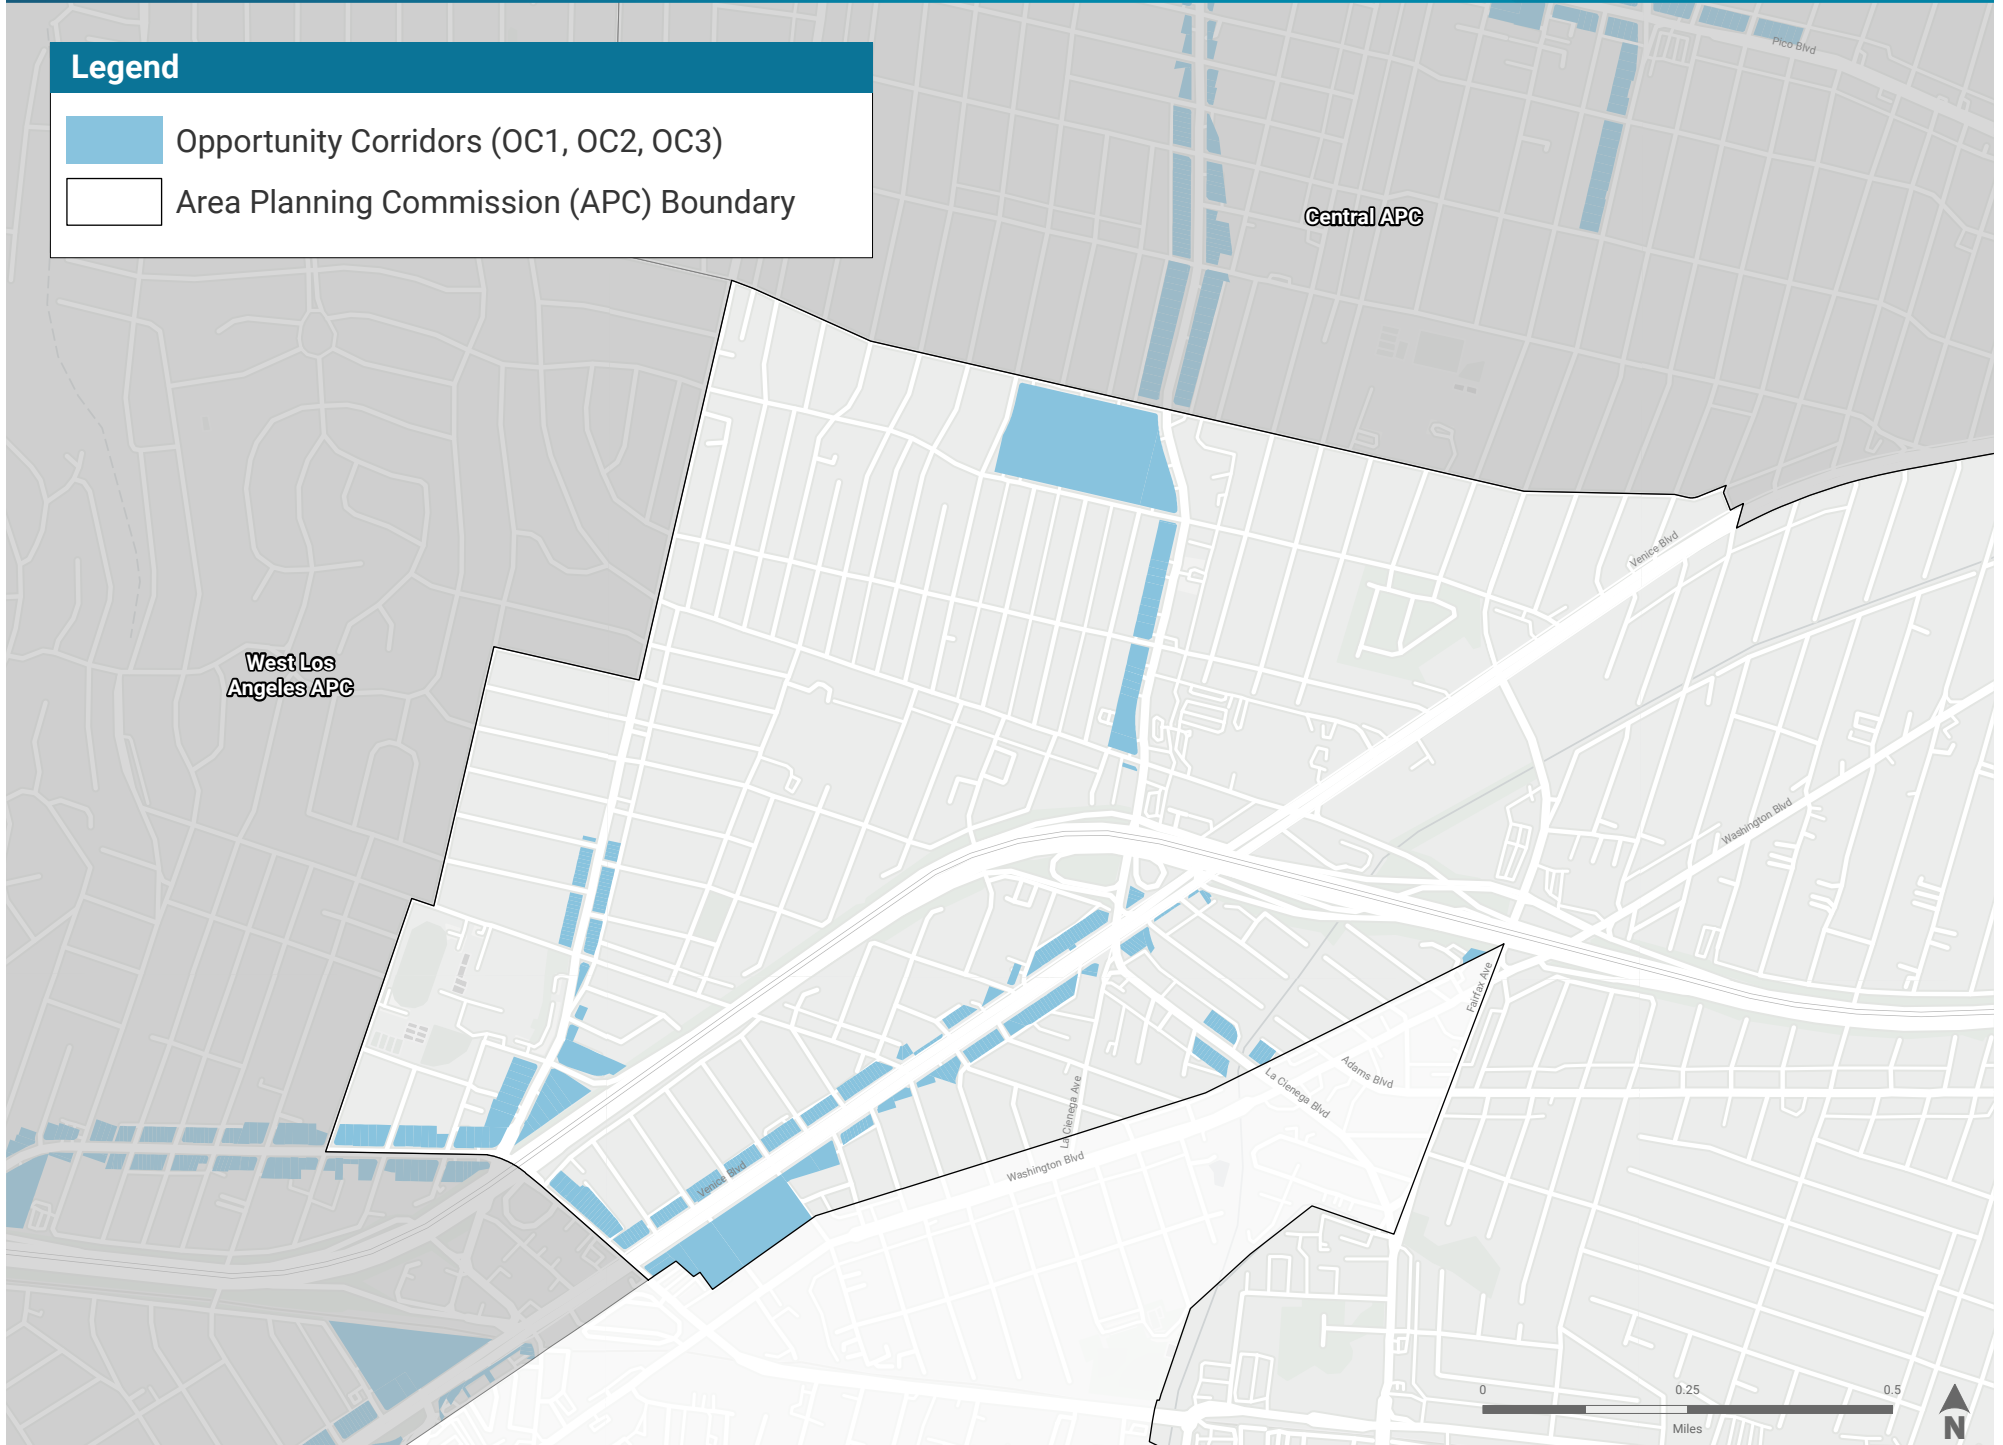 Legend
Opportunity Corridors (OC1, OC2, OC3)
Area Planning Commission (APC) Boundary
Pico Blvd
Central APC
Venice Blvd
West Los
Angeles APC
Washington Blvd
Fairfax Ave
Adams Blvd
La Cienega Blvd
La Cienega Ave
Washington Blvd
Venice Blvd
0 0.25 0.5
Miles
N